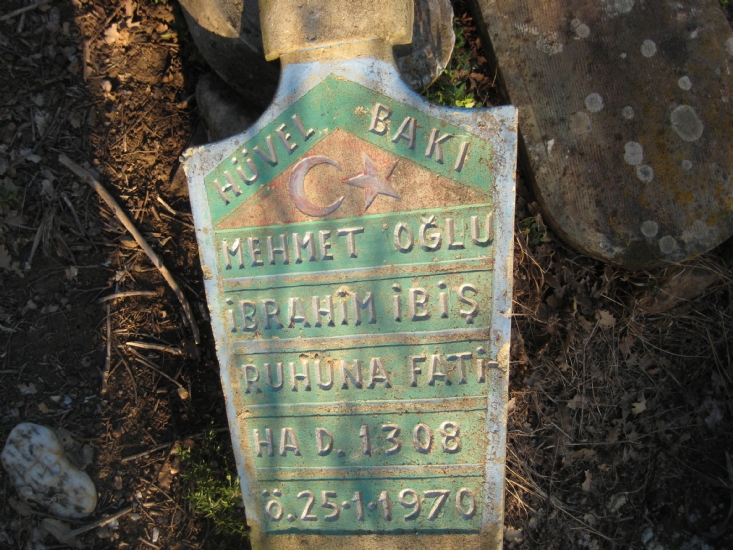 HÜVEL BAKI
MEHMET OĞLU
İBRAHİM İBİŞ
RUHUNA FATİ-
HA D. 1308
Ö. 25.1.1970